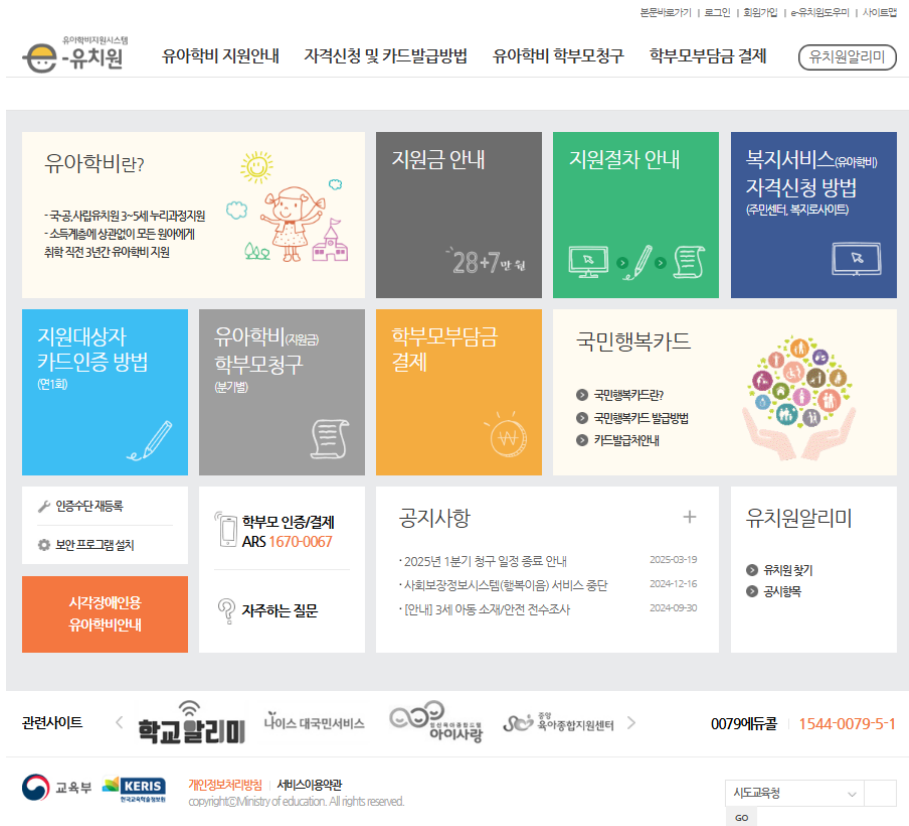 본문바로가기 | 로그인 | 회원가입 | e-유치원도우미 | 사이트맵
유아학비지원시스템
e-유치원
유아학비 지원안내
자격신청 및 카드발급방법
유아학비 학부모청구
학부모부담금 결제
유치원알리미
유아학비란?
- 국·공,사립유치원 3~5세 누리과정지원
- 소득계층에 상관없이 모든 원아에게
취학 직전 3년간 유아학비 지원
지원금 안내
28+7만 원
지원절차 안내
복지서비스(유아학비)
자격신청 방법
(주민센터, 복지로사이트)
지원대상자
카드인증 방법
(연1회)
유아학비(지원금)
학부모청구
(분기별)
학부모부담금
결제
국민행복카드
국민행복카드란?
국민행복카드 발급방법
카드발급처안내
인증수단 재등록
보안 프로그램 설치
시각장애인용
유아학비안내
학부모 인증/결제
ARS 1670-0067
자주하는 질문
공지사항
+
· 2025년 1분기 청구 일정 종료 안내 2025-03-19
· 사회보장정보시스템(행복이음) 서비스 중단 2024-12-16
· [안내] 3세 아동 소재/안전 전수조사 2024-09-30
유치원알리미
유치원 찾기
공시항목
관련사이트
학교알리미
나이스 대국민서비스
아이사랑
중앙
육아종합지원센터
0079에듀콜 | 1544-0079-5-1
교육부
KERIS
한국교육학술정보원
개인정보처리방침 | 서비스이용약관
copyright©Ministry of education. All rights reserved.
시도교육청
GO